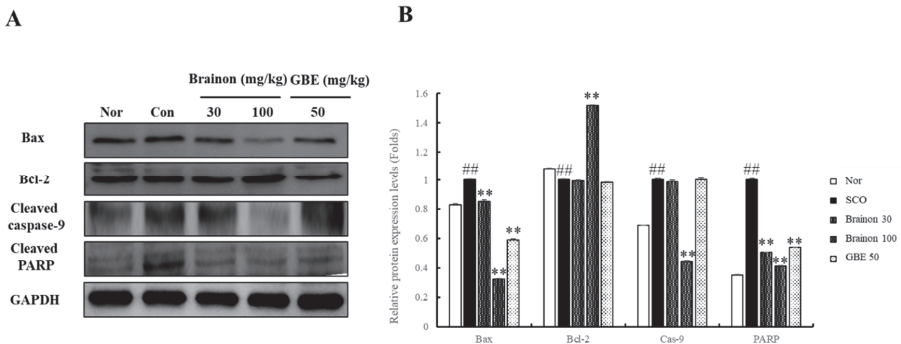 A
Brainon (mg/kg) GBE (mg/kg)
Nor Con 30 100 50
Bax
Bcl-2
Cleaved
caspase-9
Cleaved
PARP
GAPDH
B
Relative protein expression levels (Folds)
1.6
1.4
1.2
1
0.8
0.6
0.4
0.2
0
## ** ** **
## **
## **
## ** ** **
Bax Bcl-2 Cas-9 PARP
Nor
SCO
Brainon 30
Brainon 100
GBE 50